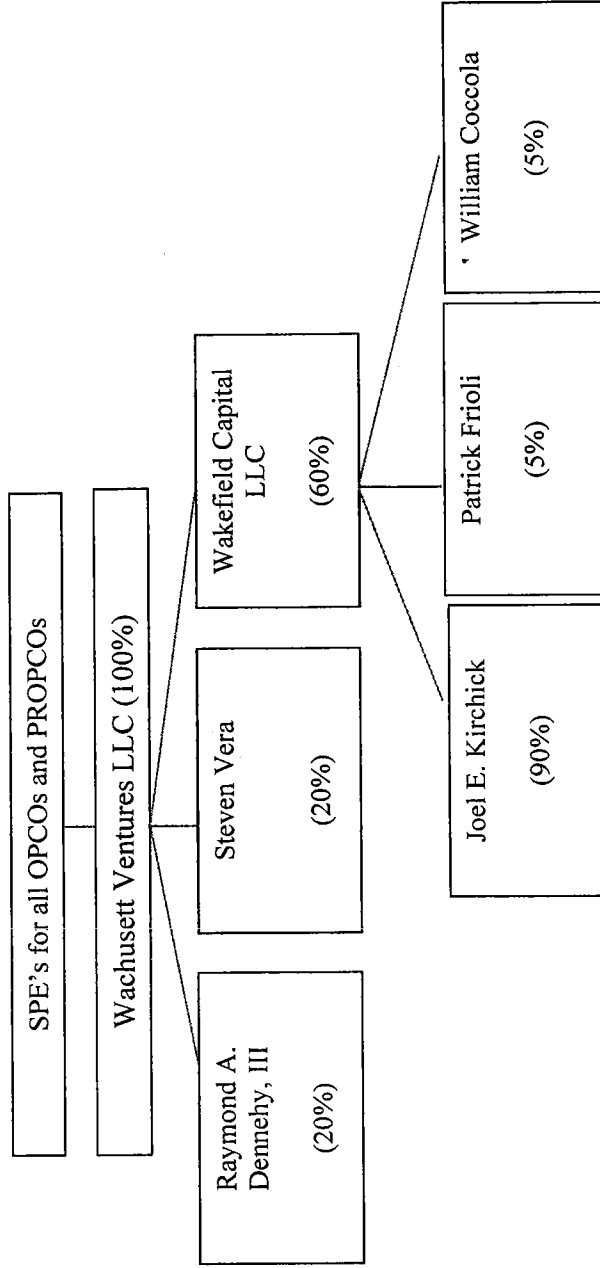 SPE's for all OPCOs and PROPCOs
Wachusett Ventures LLC (100%)
Raymond A.
Dennehy, III
(20%)
Steven Vera
(20%)
Wakefield Capital
LLC
(60%)
Joel E. Kirchick
(90%)
Patrick Frioli
(5%)
William Coccola
(5%)